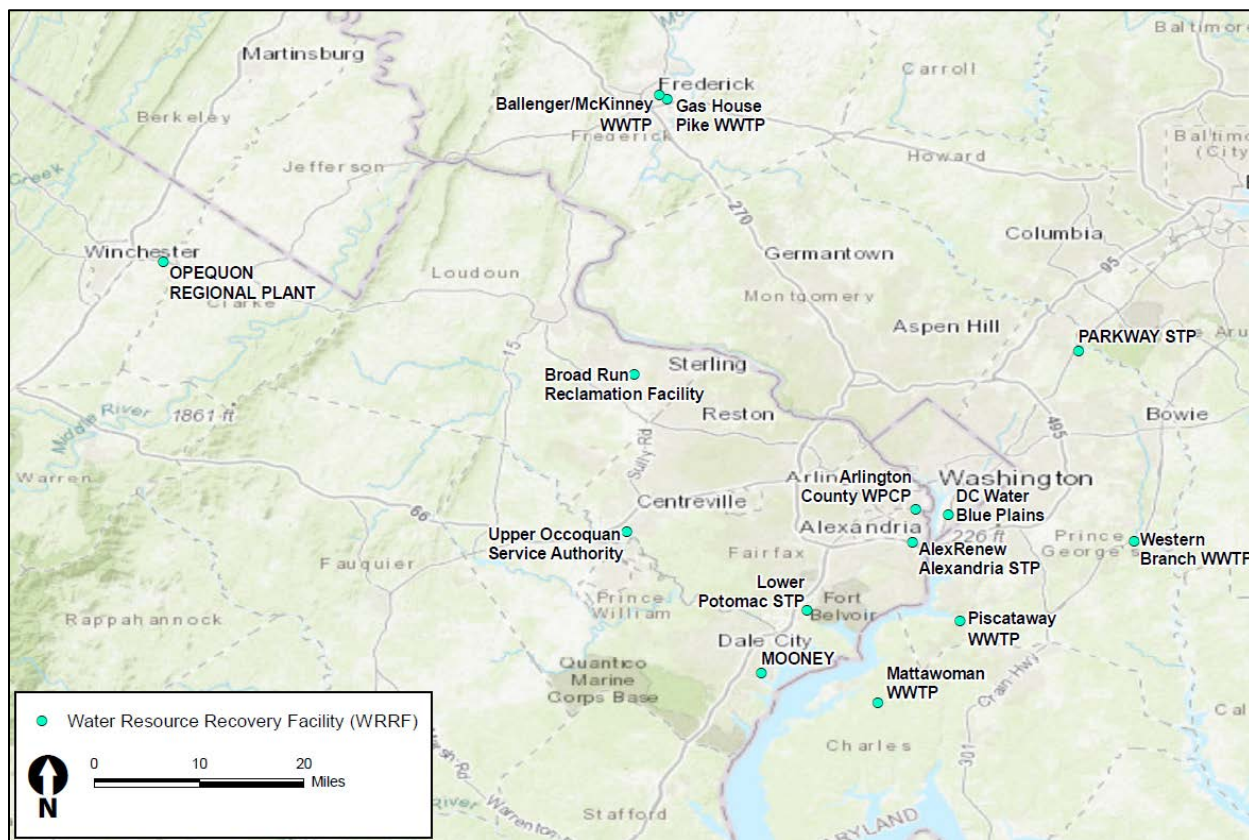 Martinsburg
Berkeley
Jefferson
Creek
Winchester
OPEQUON
REGIONAL PLANT
Clarke
Loudoun
Frederick
Ballenger/McKinney
WWTP
Gas House
Pike WWTP
Frederick
Carroll
Baltimore
Howard
270
Columbia
Germantown
Montgomery
95
Aspen Hill
PARKWAY STP
Sterling
15
Broad Run
Reclamation Facility
Reston
Bowie
495
Middle River
1861 ft
Sully Rd
Warren
66
Centreville
Arlington
County WPCP
Washington
DC Water
Blue Plains
Alexandria
226 ft
Prince
George's
Western
Branch WWTP
Upper Occoquan
Service Authority
AlexRenew
Alexandria STP
Fairfax
Fauquier
Prince
William
Lower
Potomac STP
Fort
Belvoir
Rappahannock
Piscataway
WWTP
Dale City
MOONEY
Quantico
Marine
Corps Base
Mattawoman
WWTP
Crain Hwy
Charles
301
Stafford
Water Resource Recovery Facility (WRRF)
0 10 20
Miles
N